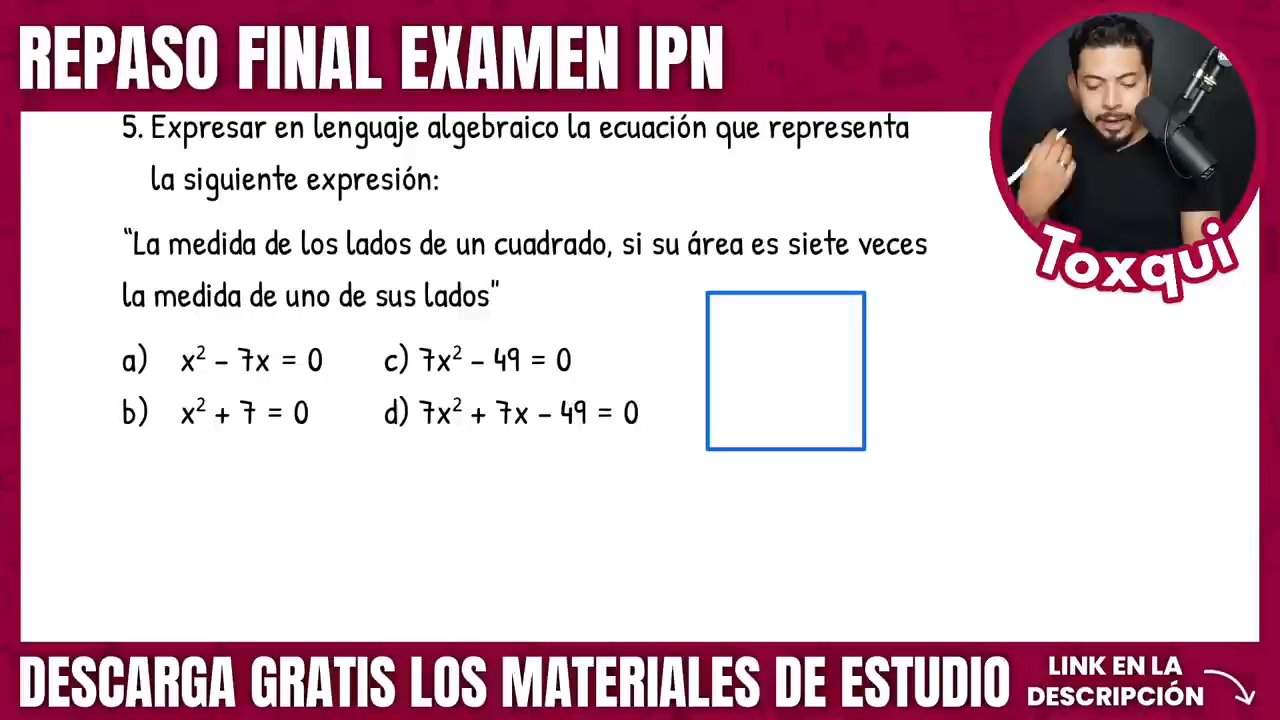 REPASO FINAL EXAMEN IPN
5. Expresar en lenguaje algebraico la ecuación que representa
la siguiente expresión:
"La medida de los lados de un cuadrado, si su área es siete veces
la medida de uno de sus lados"
a) x² – 7x = 0 c) 7x² – 49 = 0
b) x² + 7 = 0 d) 7x² + 7x – 49 = 0
Toxqui
DESCARGA GRATIS LOS MATERIALES DE ESTUDIO
LINK EN LA
DESCRIPCIÓN